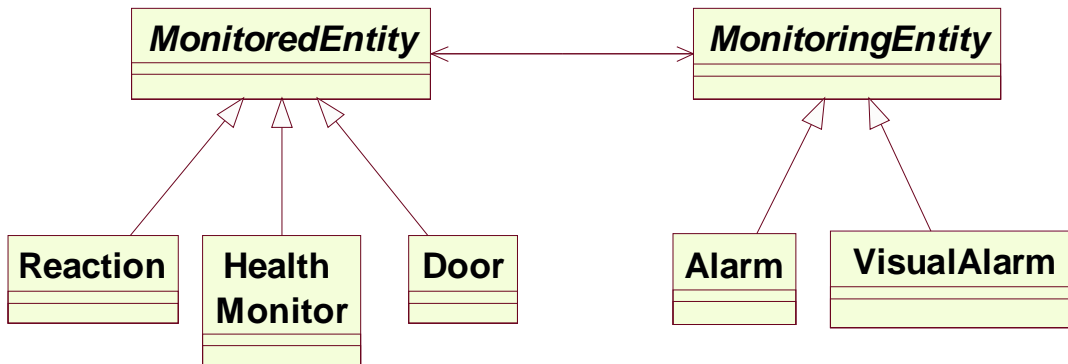 MonitoredEntity
MonitoringEntity
Reaction
Health
Monitor
Door
Alarm
VisualAlarm